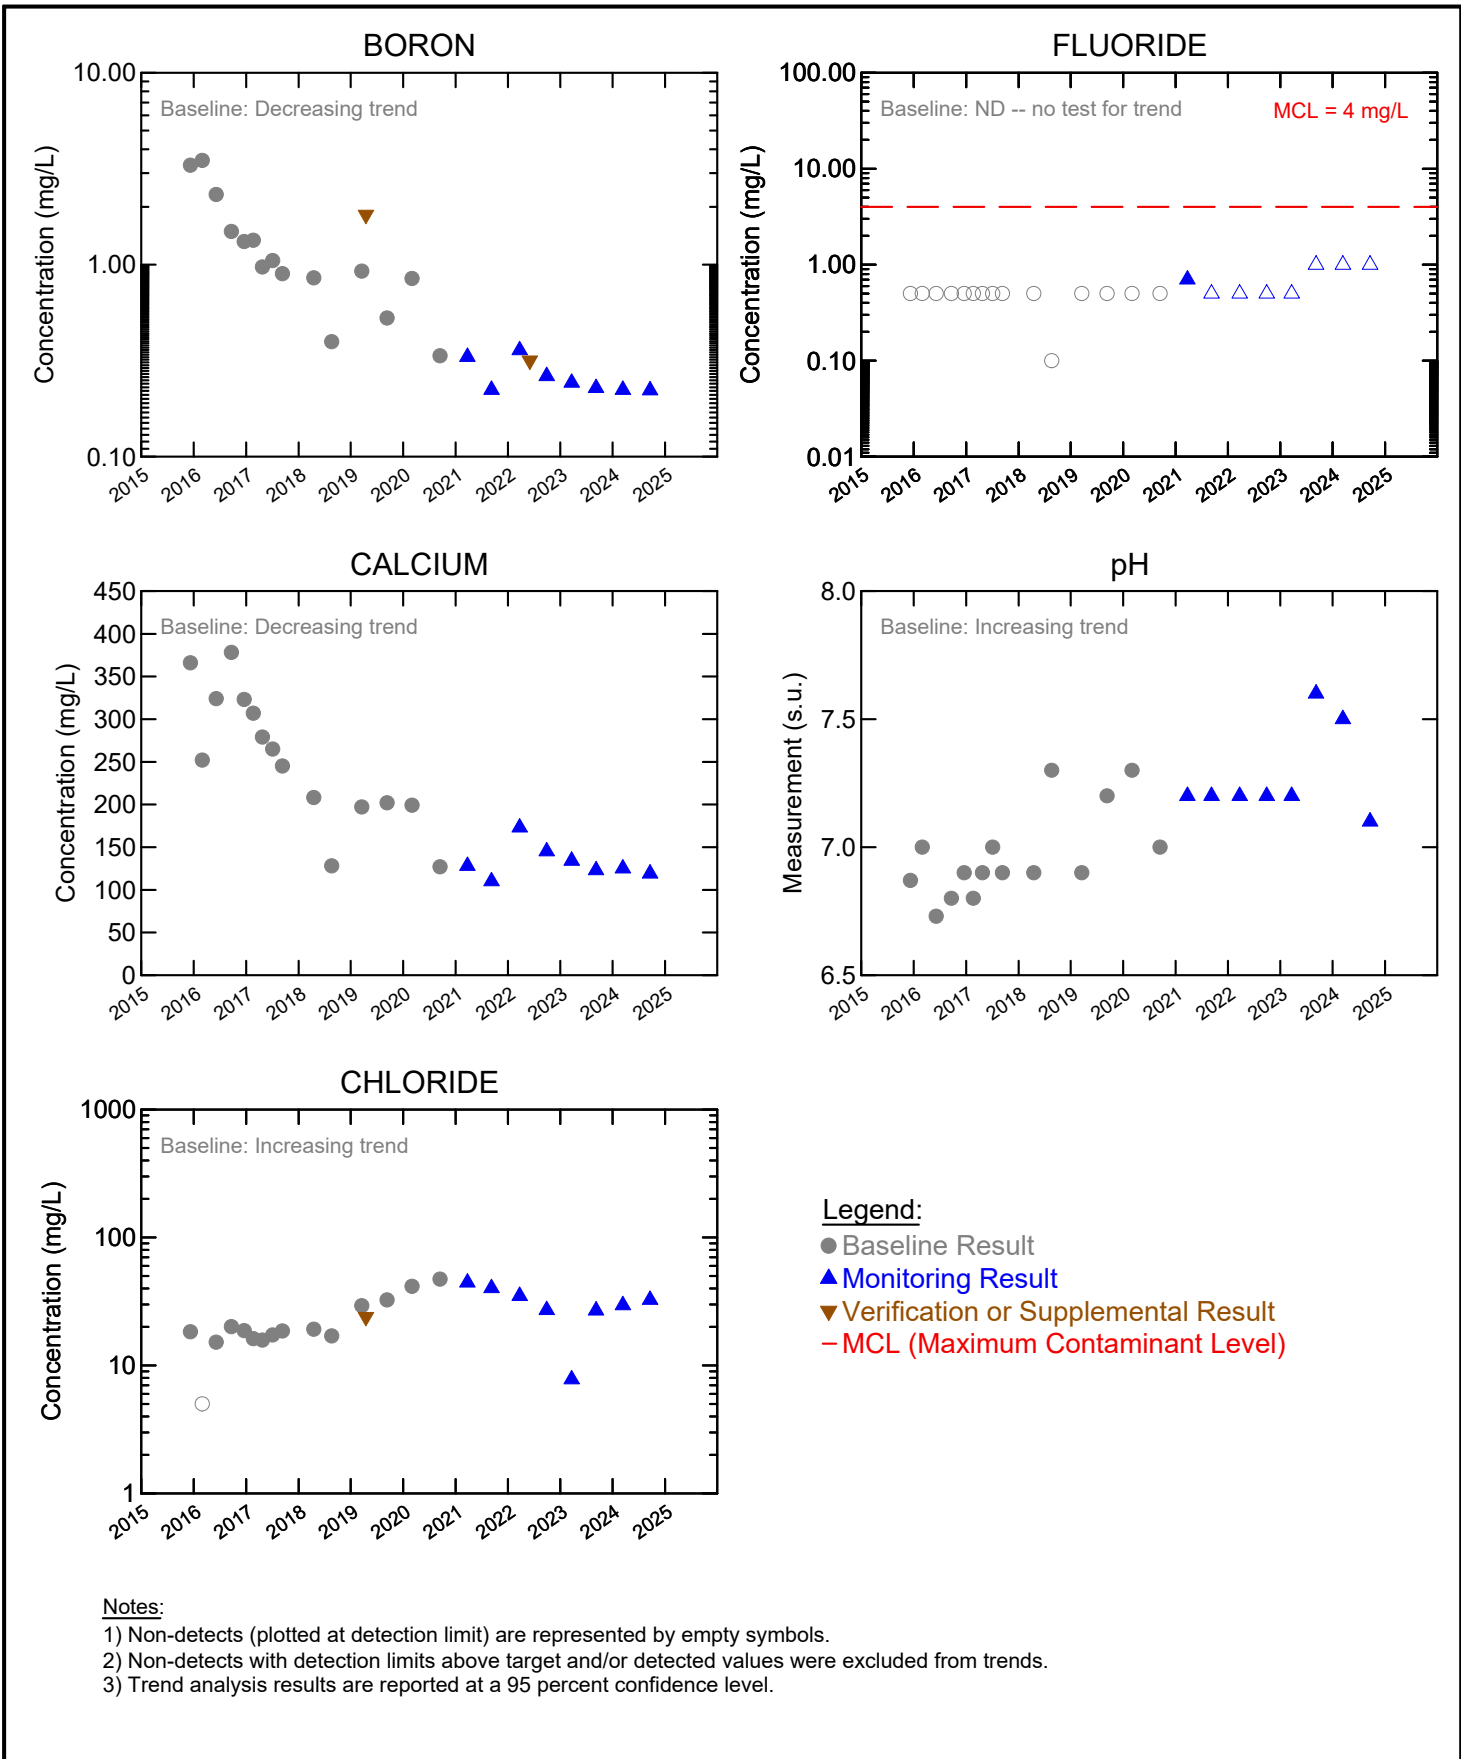 BORON
10.00
1.00
0.10
Concentration (mg/L)
Baseline: Decreasing trend
2015 2016 2017 2018 2019 2020 2021 2022 2023 2024 2025
FLUORIDE
100.00
10.00
1.00
0.10
0.01
Concentration (mg/L)
Baseline: ND -- no test for trend
MCL = 4 mg/L
2015 2016 2017 2018 2019 2020 2021 2022 2023 2024 2025
CALCIUM
450
400
350
300
250
200
150
100
50
0
Concentration (mg/L)
Baseline: Decreasing trend
2015 2016 2017 2018 2019 2020 2021 2022 2023 2024 2025
pH
8.0
7.5
7.0
6.5
Measurement (s.u.)
Baseline: Increasing trend
2015 2016 2017 2018 2019 2020 2021 2022 2023 2024 2025
CHLORIDE
1000
100
10
1
Concentration (mg/L)
Baseline: Increasing trend
2015 2016 2017 2018 2019 2020 2021 2022 2023 2024 2025
Legend:
Baseline Result
Monitoring Result
Verification or Supplemental Result
MCL (Maximum Contaminant Level)
Notes:
1) Non-detects (plotted at detection limit) are represented by empty symbols.
2) Non-detects with detection limits above target and/or detected values were excluded from trends.
3) Trend analysis results are reported at a 95 percent confidence level.